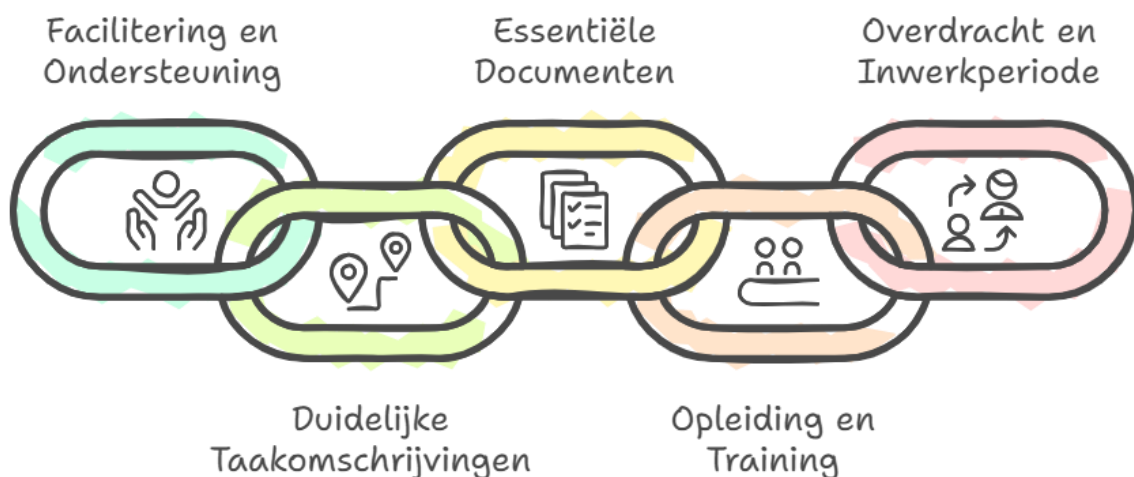 Facilitering en
Ondersteuning
Essentiële
Documenten
Overdracht en
Inwerkperiode
Duidelijke
Taakomschrijvingen
Opleiding en
Training